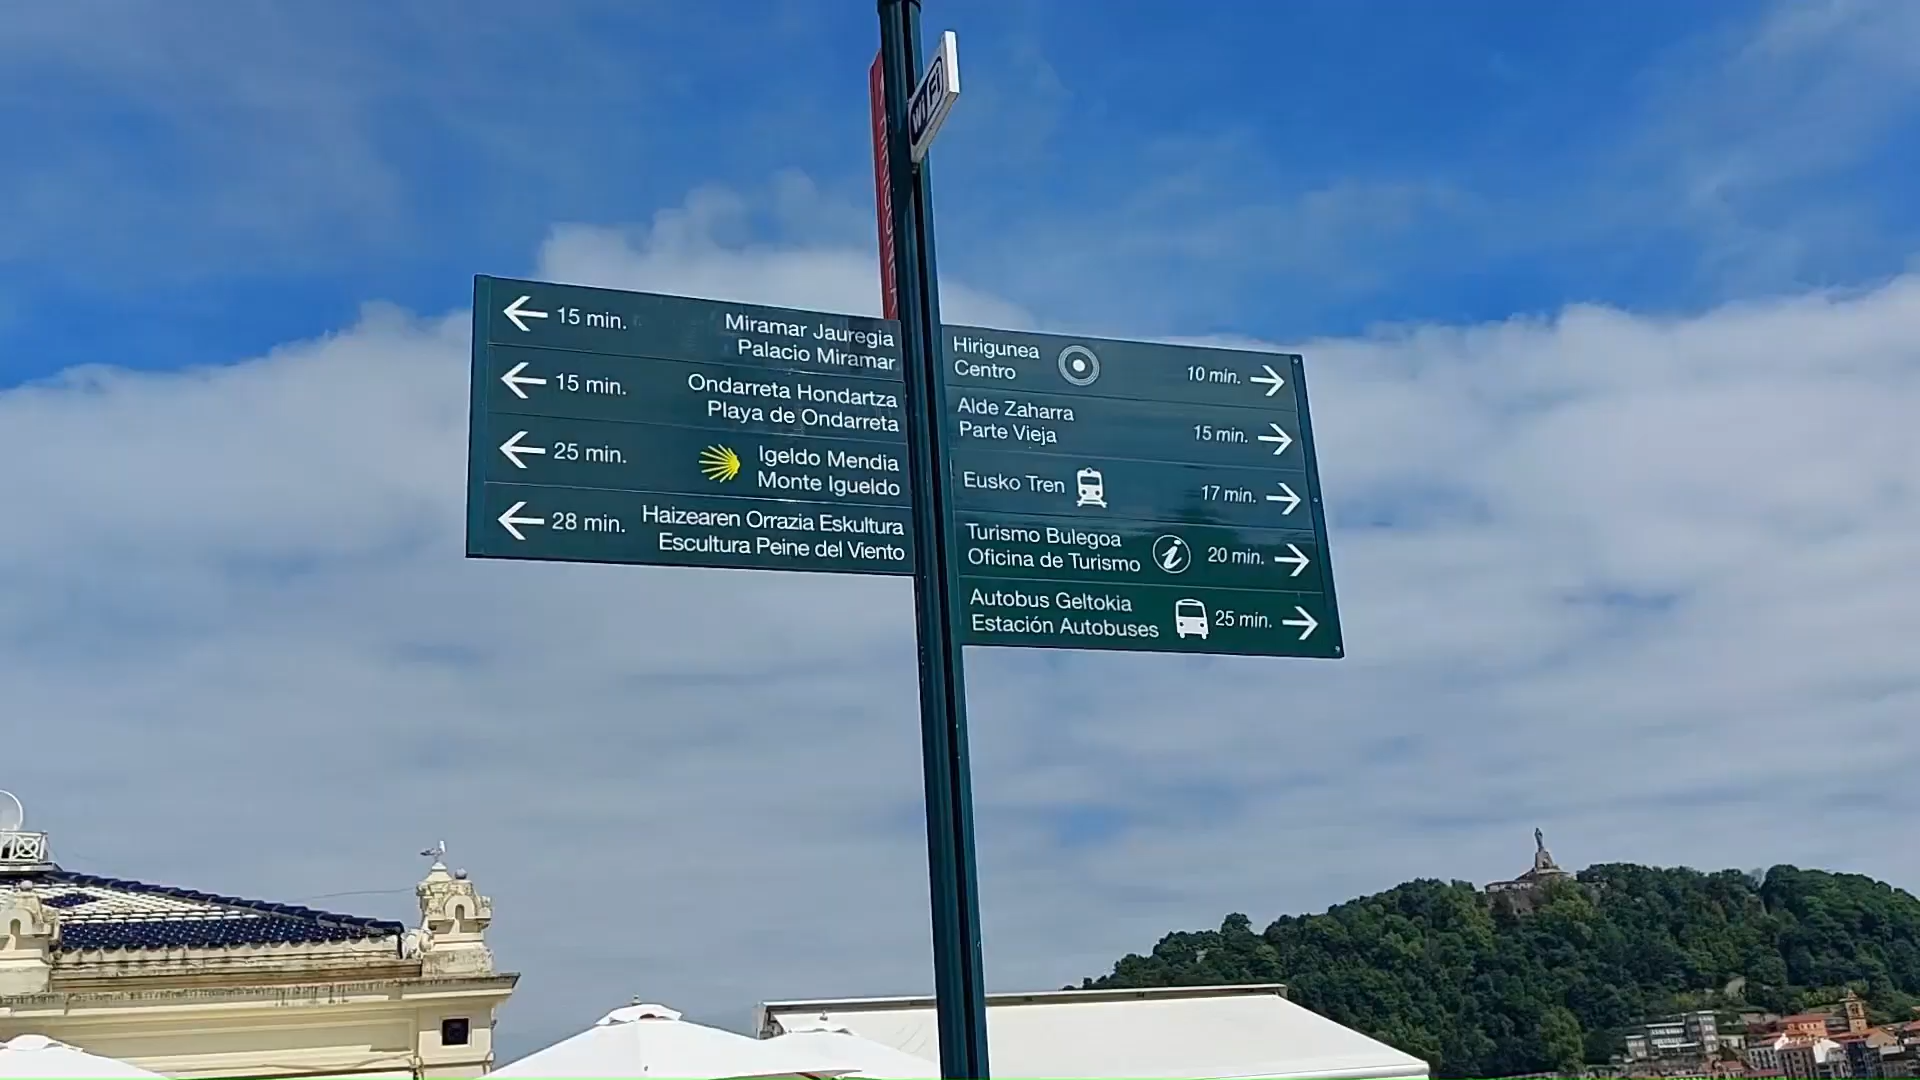 Wi Fi
15 min.
Miramar Jauregia
Palacio Miramar
15 min.
Ondarreta Hondartza
Playa de Ondarreta
25 min.
Igeldo Mendia
Monte Igueldo
28 min.
Haizearen Orrazia Eskultura
Escultura Peine del Viento
Hirigunea
Centro
10 min.
Alde Zaharra
Parte Vieja
15 min.
Eusko Tren
17 min.
Turismo Bulegoa
Oficina de Turismo
i
20 min.
Autobus Geltokia
Estación Autobuses
25 min.